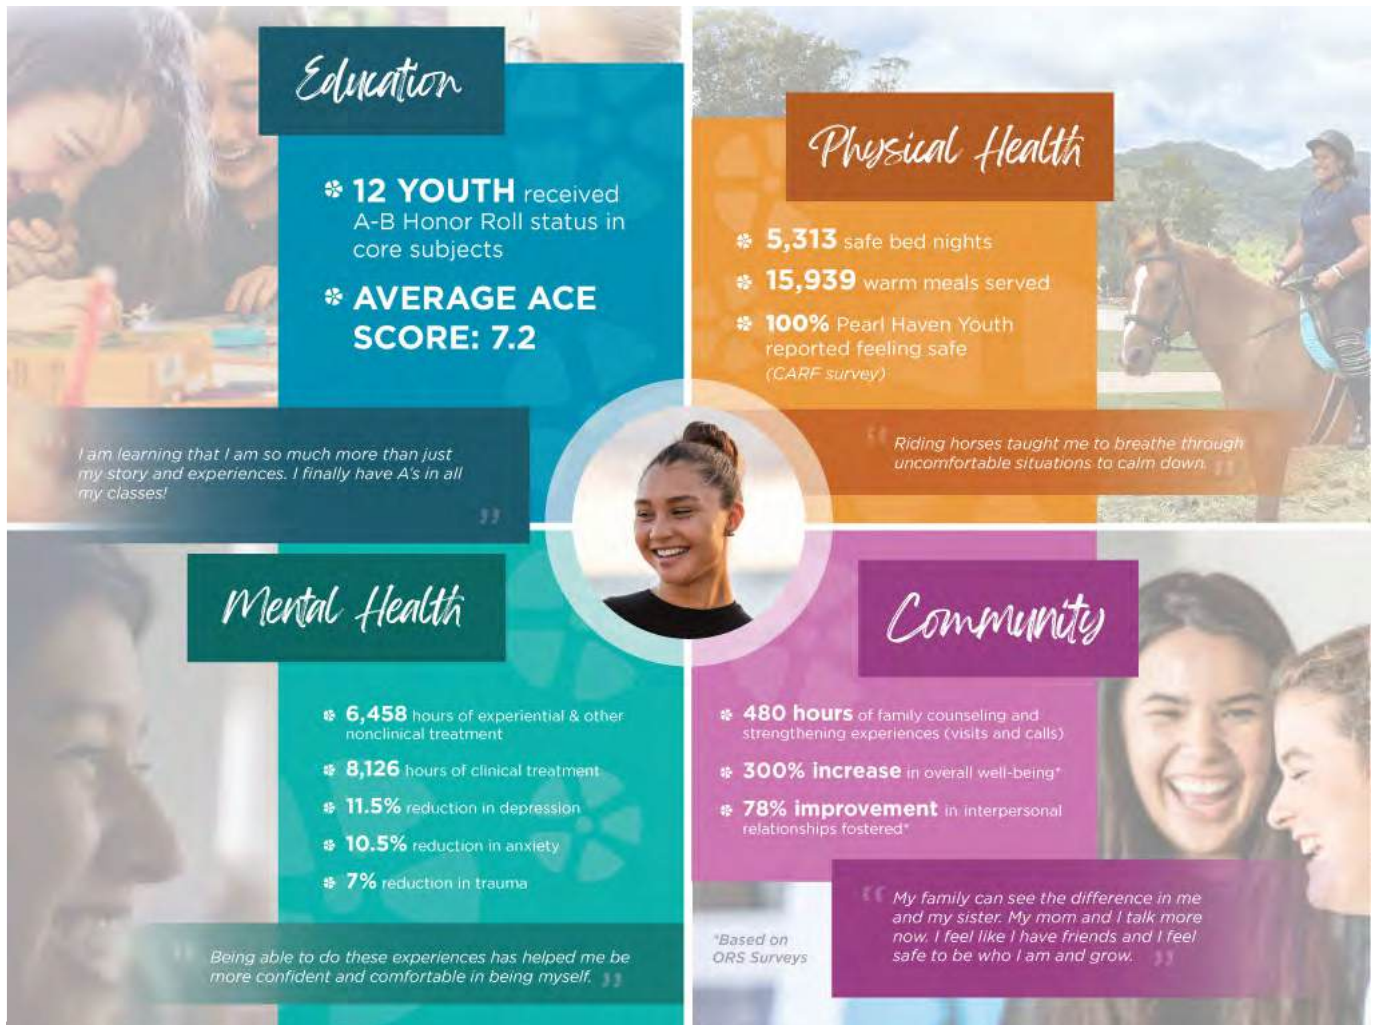 Education
12 YOUTH received
A-B Honor Roll status in
core subjects
AVERAGE ACE
SCORE: 7.2
I am learning that I am so much more than just
my story and experiences. I finally have A's in all
my classes!
”
Physical Health
5,313 safe bed nights
15,939 warm meals served
100% Pearl Haven Youth
reported feeling safe
(CARF survey)
“ Riding horses taught me to breathe through
uncomfortable situations to calm down. ”
Mental Health
6,458 hours of experiential & other
nonclinical treatment
8,126 hours of clinical treatment
11.5% reduction in depression
10.5% reduction in anxiety
7% reduction in trauma
“ Being able to do these experiences has helped me be
more confident and comfortable in being myself. ”
Community
480 hours of family counseling and
strengthening experiences (visits and calls)
300% increase in overall well-being*
78% improvement in interpersonal
relationships fostered*
“ My family can see the difference in me
and my sister. My mom and I talk more
now. I feel like I have friends and I feel
safe to be who I am and grow. ”
*Based on
ORS Surveys